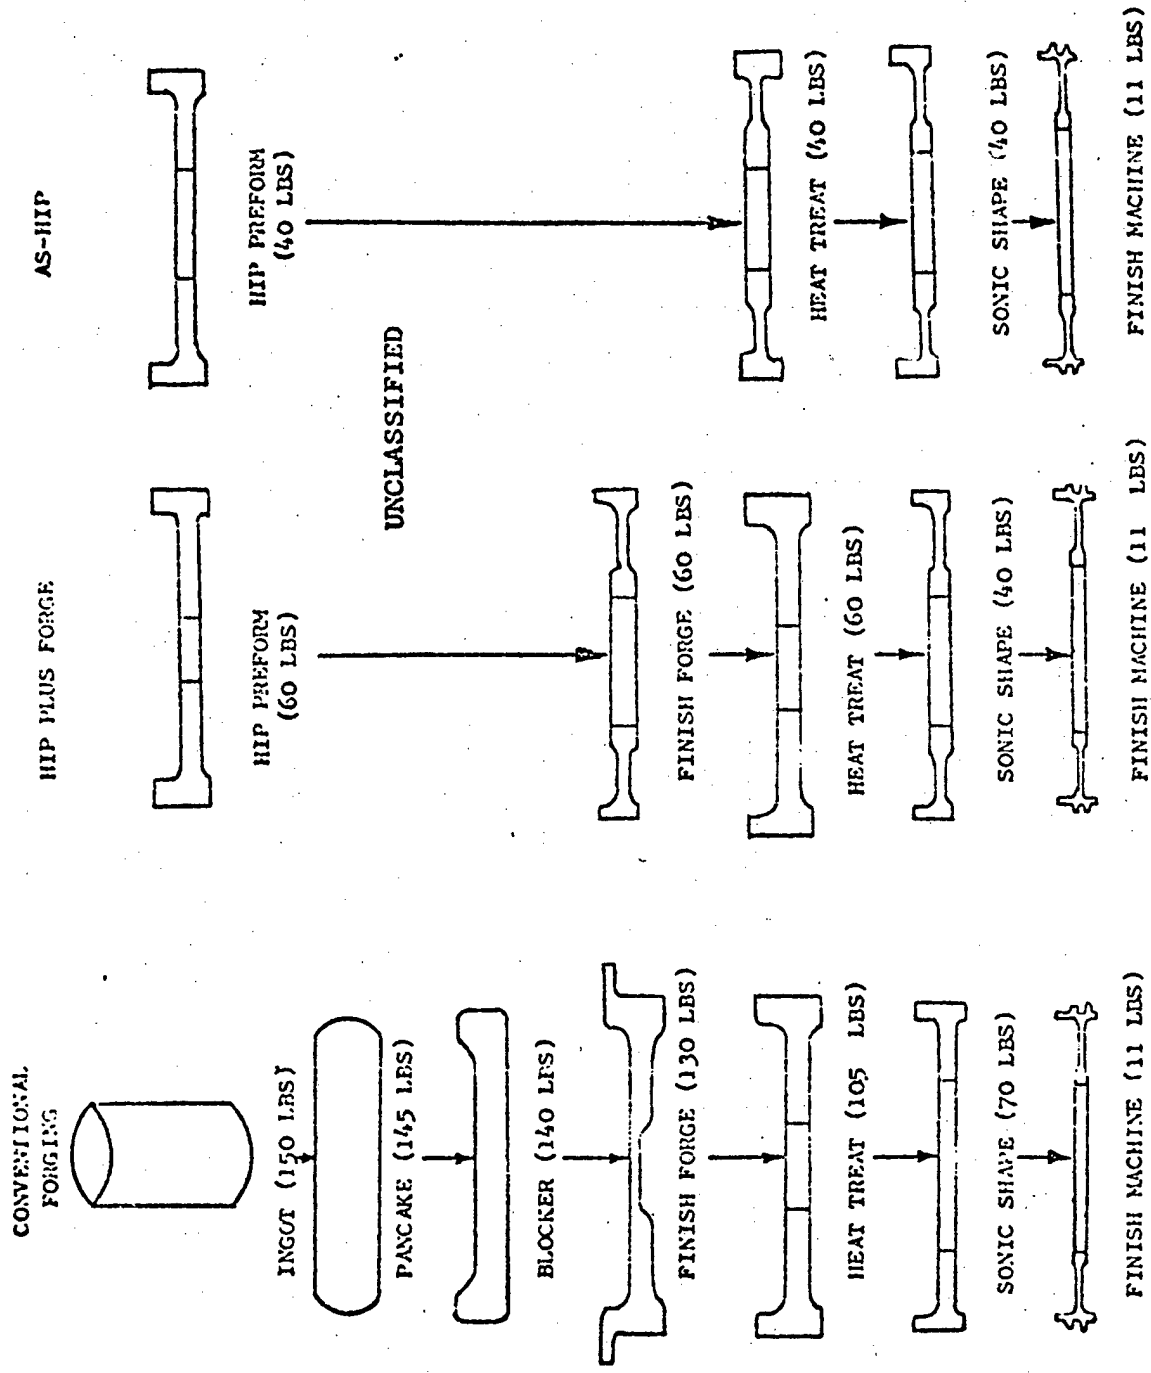 CONVENTIONAL
FORGING
INGOT (150 LBS)
PANCAKE (145 LBS)
BLOCKER (140 LBS)
FINISH FORGE (130 LBS)
HEAT TREAT (105 LBS)
SONIC SHAPE (70 LBS)
FINISH MACHINE (11 LBS)
HIP PLUS FORGE
HIP PREFORM
(60 LBS)
FINISH FORGE (60 LBS)
HEAT TREAT (60 LBS)
SONIC SHAPE (40 LBS)
FINISH MACHINE (11 LBS)
UNCLASSIFIED
AS-HIP
HIP PREFORM
(40 LBS)
HEAT TREAT (40 LBS)
SONIC SHAPE (40 LBS)
FINISH MACHINE (11 LBS)